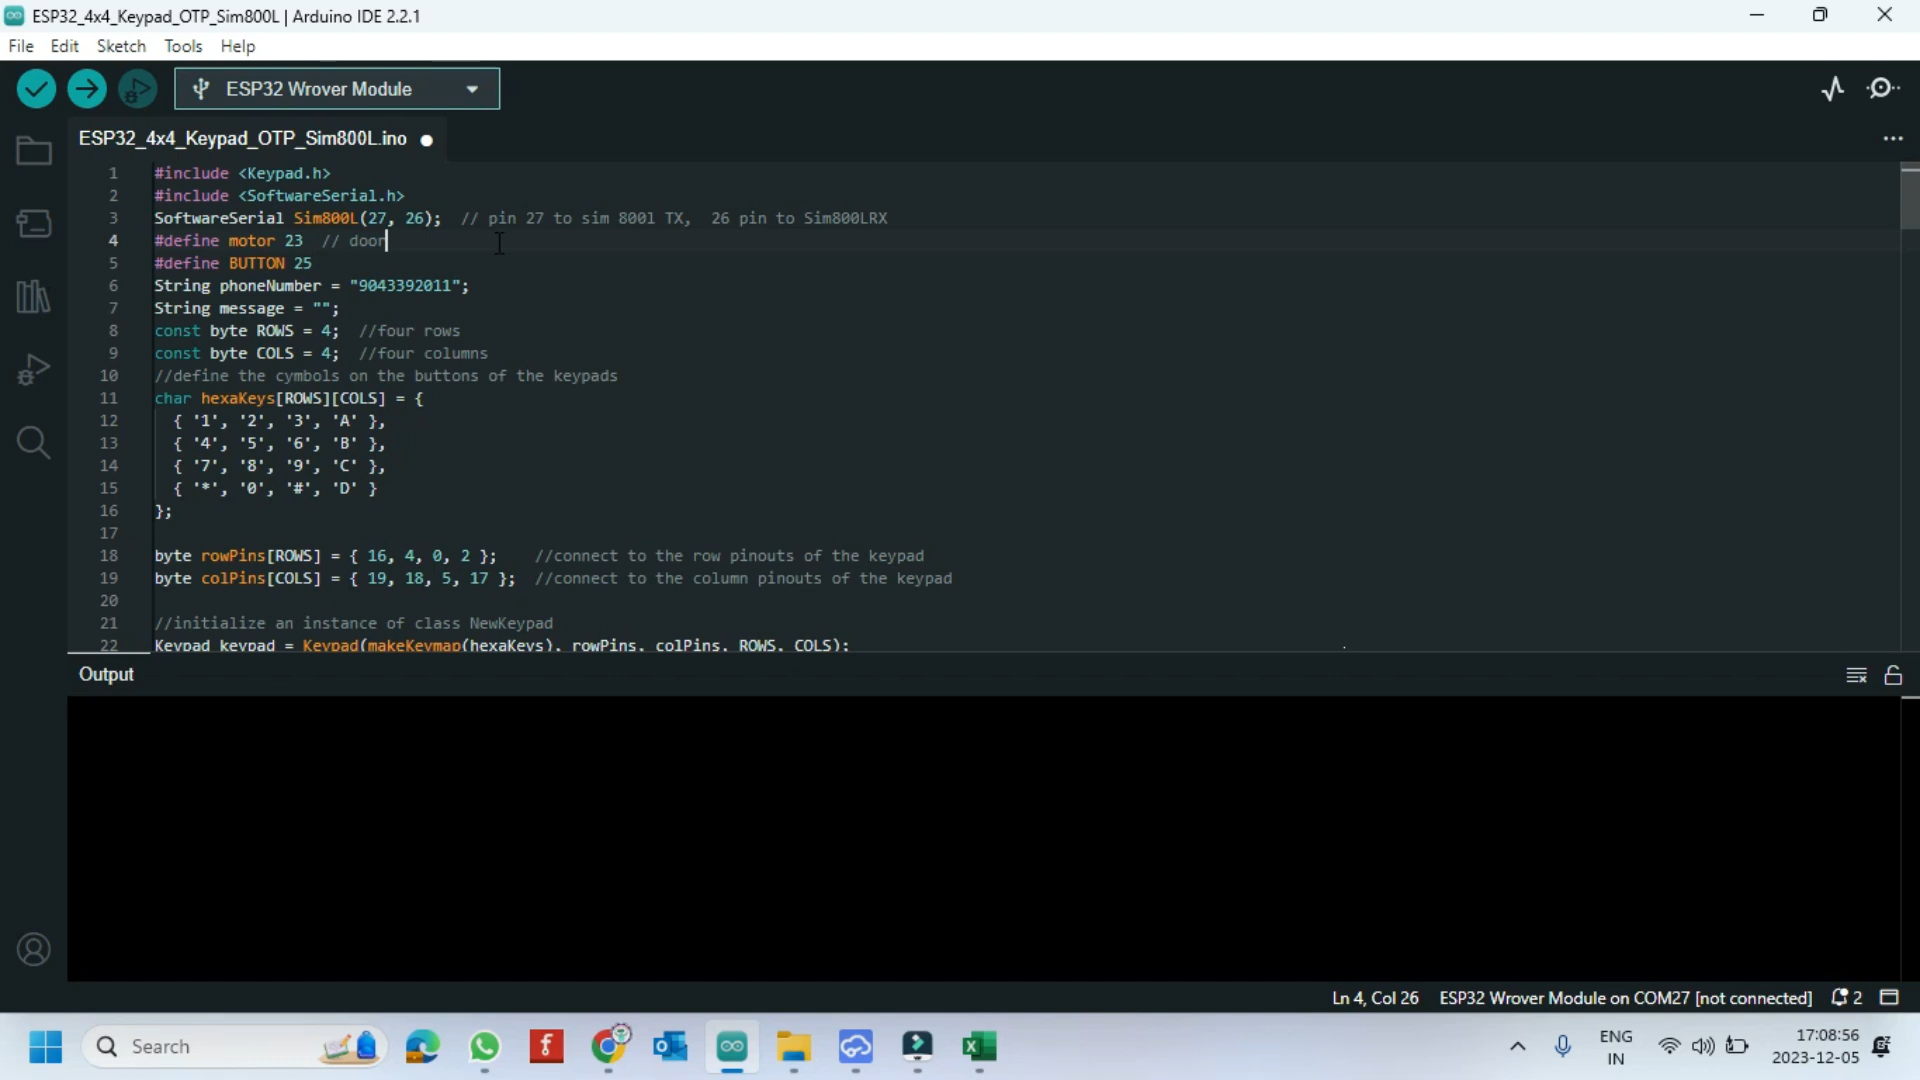 ESP32_4x4_Keypad_OTP_Sim800L | Arduino IDE 2.2.1
File Edit Sketch Tools Help
ESP32 Wrover Module
ESP32_4x4_Keypad_OTP_Sim800L.ino
1 #include <Keypad.h>
2 #include <SoftwareSerial.h>
3 SoftwareSerial Sim800L(27, 26); // pin 27 to sim 800l TX, 26 pin to Sim800LRX
4 #define motor 23 // door
5 #define BUTTON 25
6 String phoneNumber = "9043392011";
7 String message = "";
8 const byte ROWS = 4; //four rows
9 const byte COLS = 4; //four columns
10 //define the cymbols on the buttons of the keypads
11 char hexaKeys[ROWS][COLS] = {
12 { '1', '2', '3', 'A' },
13 { '4', '5', '6', 'B' },
14 { '7', '8', '9', 'C' },
15 { '*', '0', '#', 'D' }
16 };
17
18 byte rowPins[ROWS] = { 16, 4, 0, 2 }; //connect to the row pinouts of the keypad
19 byte colPins[COLS] = { 19, 18, 5, 17 }; //connect to the column pinouts of the keypad
20
21 //initialize an instance of class NewKeypad
22 Keypad keypad = Keypad(makeKeymap(hexaKeys), rowPins, colPins, ROWS, COLS);
Output
Ln 4, Col 26 ESP32 Wrover Module on COM27 [not connected] 2
Search
ENG
IN
17:08:56
2023-12-05